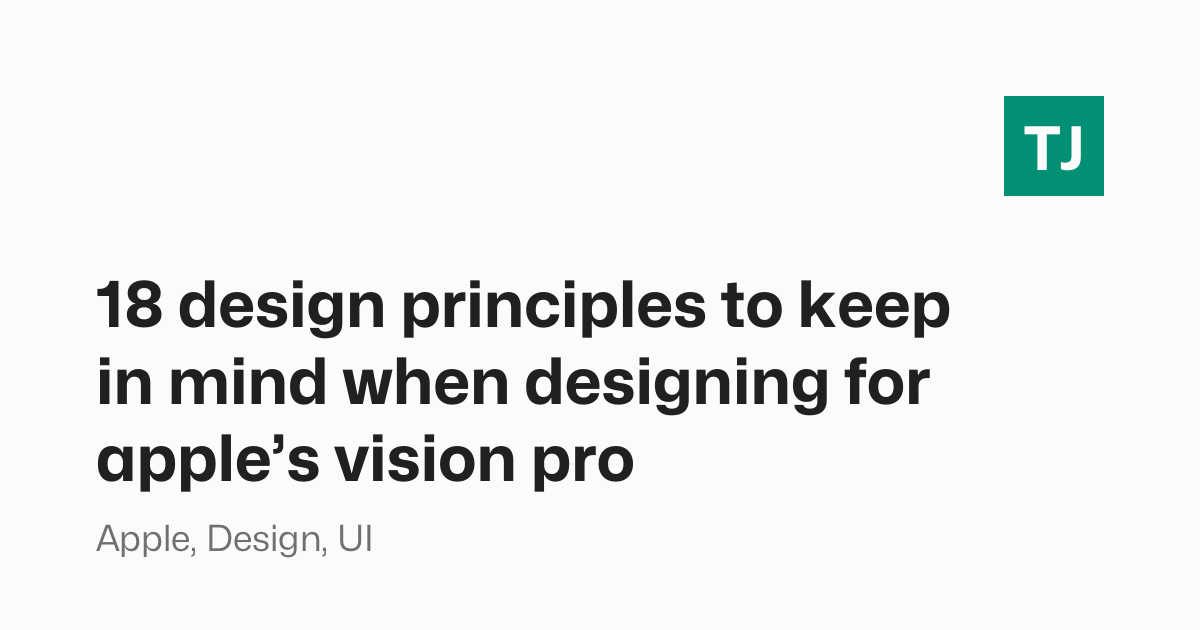 TJ
18 design principles to keep
in mind when designing for
apple’s vision pro
Apple, Design, UI